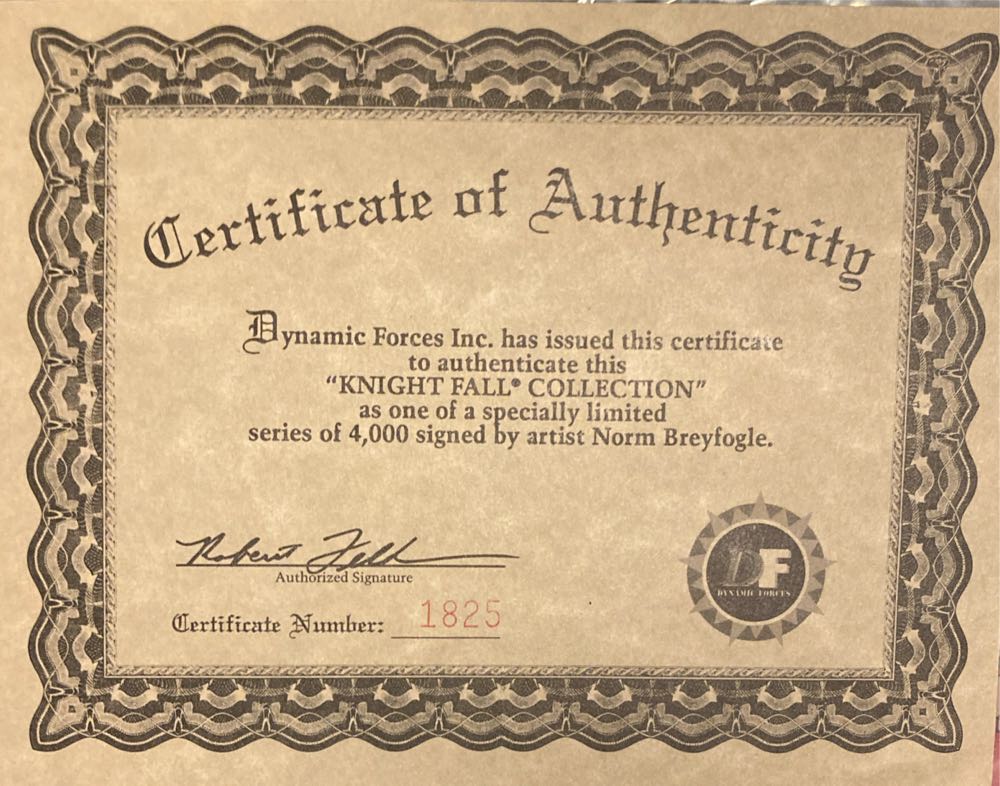 Certificate of Authenticity
Dynamic Forces Inc. has issued this certificate
to authenticate this
“KNIGHT FALL® COLLECTION”
as one of a specially limited
series of 4,000 signed by artist Norm Breyfogle.
Robert Feld
Authorized Signature
Certificate Number: 1825
DF
DYNAMIC FORCES